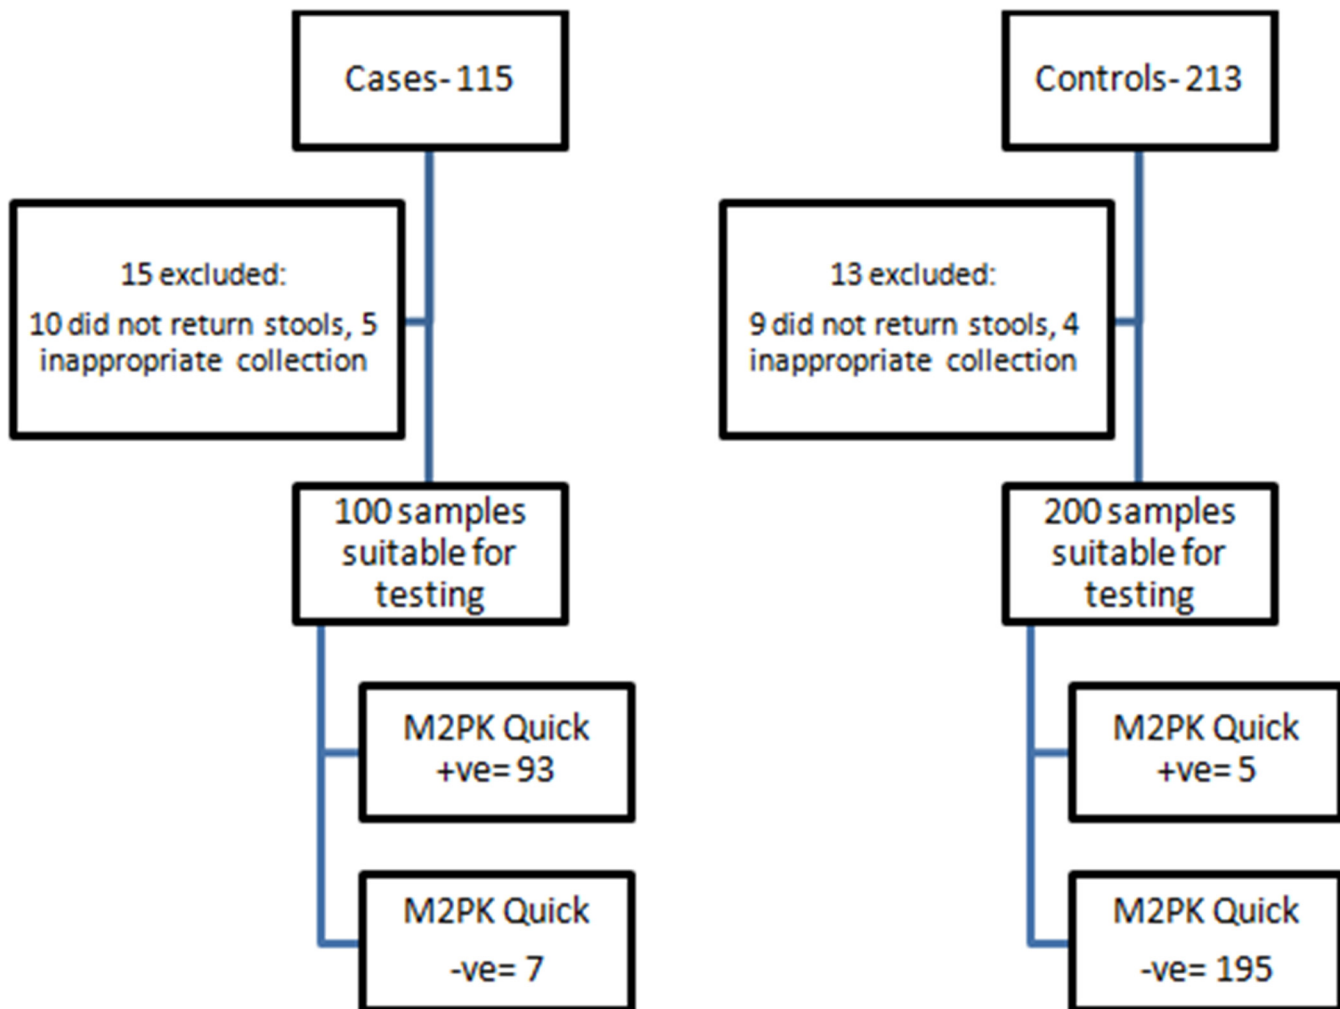 Cases- 115
15 excluded:
10 did not return stools, 5
inappropriate collection
100 samples
suitable for
testing
M2PK Quick
+ve= 93
M2PK Quick
-ve= 7
Controls- 213
13 excluded:
9 did not return stools, 4
inappropriate collection
200 samples
suitable for
testing
M2PK Quick
+ve= 5
M2PK Quick
-ve= 195